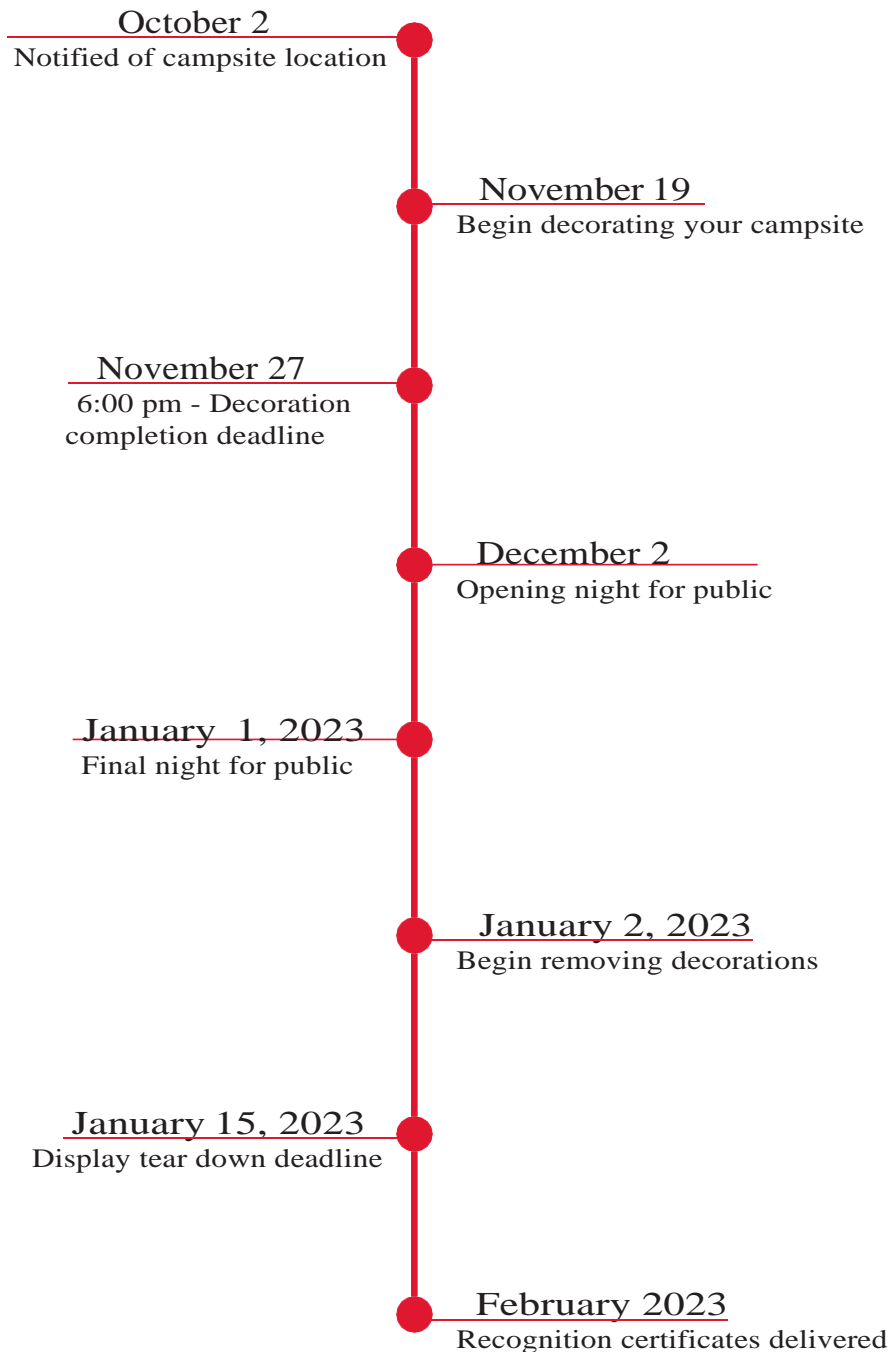 October 2
Notified of campsite location
November 19
Begin decorating your campsite
November 27
6:00 pm - Decoration
completion deadline
December 2
Opening night for public
January 1, 2023
Final night for public
January 2, 2023
Begin removing decorations
January 15, 2023
Display tear down deadline
February 2023
Recognition certificates delivered